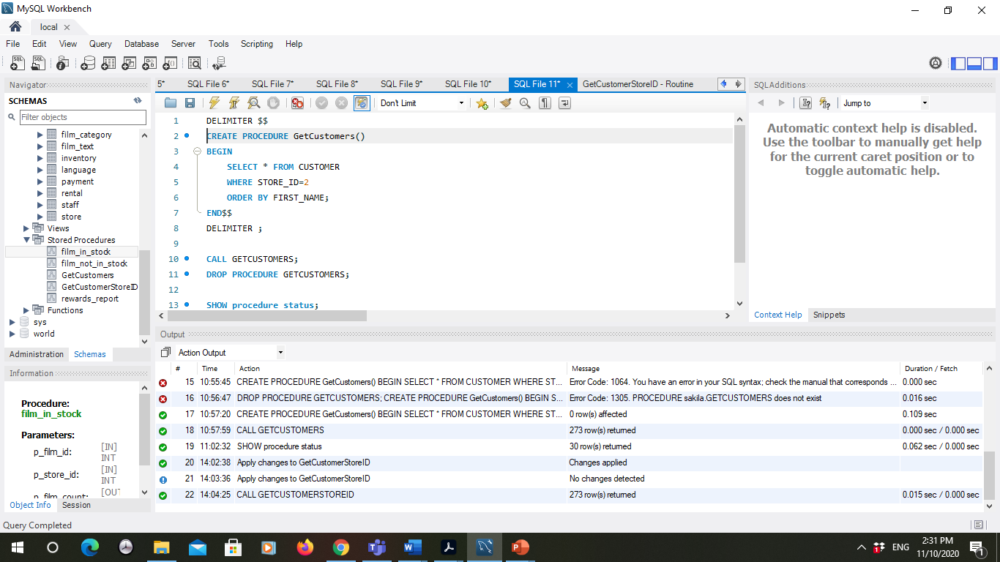 MySQL Workbench
local
File Edit View Query Database Server Tools Scripting Help
Navigator
SCHEMAS
Filter objects
film_category
film_text
inventory
language
payment
rental
staff
store
Views
Stored Procedures
film_in_stock
film_not_in_stock
GetCustomers
GetCustomerStoreID
rewards_report
Functions
sys
world
Administration Schemas
Information
Procedure:
film_in_stock
Parameters:
p_film_id: [IN] INT
p_store_id: [IN] INT
p_film_count: [OUT
Object Info Session
5* SQL File 6* SQL File 7* SQL File 8* SQL File 9* SQL File 10* SQL File 11* GetCustomerStoreID - Routine
Don't Limit
1 DELIMITER $$
2 CREATE PROCEDURE GetCustomers()
3 BEGIN
4 SELECT * FROM CUSTOMER
5 WHERE STORE_ID=2
6 ORDER BY FIRST_NAME;
7 END$$
8 DELIMITER ;
9
10 CALL GETCUSTOMERS;
11 DROP PROCEDURE GETCUSTOMERS;
12
13 SHOW procedure status;
SQLAdditions
Jump to
Automatic context help is disabled.
Use the toolbar to manually get help
for the current caret position or to
toggle automatic help.
Context Help Snippets
Output
Action Output
# Time Action Message Duration / Fetch
15 10:55:45 CREATE PROCEDURE GetCustomers() BEGIN SELECT * FROM CUSTOMER WHERE ST... Error Code: 1064. You have an error in your SQL syntax; check the manual that corresponds ... 0.000 sec
16 10:56:47 DROP PROCEDURE GETCUSTOMERS; CREATE PROCEDURE GetCustomers() BEGIN S... Error Code: 1305. PROCEDURE sakila.GETCUSTOMERS does not exist 0.016 sec
17 10:57:20 CREATE PROCEDURE GetCustomers() BEGIN SELECT * FROM CUSTOMER WHERE ST... 0 row(s) affected 0.109 sec
18 10:57:59 CALL GETCUSTOMERS 273 row(s) returned 0.000 sec / 0.000 sec
19 11:02:32 SHOW procedure status 30 row(s) returned 0.062 sec / 0.000 sec
20 14:02:38 Apply changes to GetCustomerStoreID Changes applied
21 14:03:36 Apply changes to GetCustomerStoreID No changes detected
22 14:04:25 CALL GETCUSTOMERSTOREID 273 row(s) returned 0.015 sec / 0.000 sec
Query Completed
ENG
2:31 PM
11/10/2020